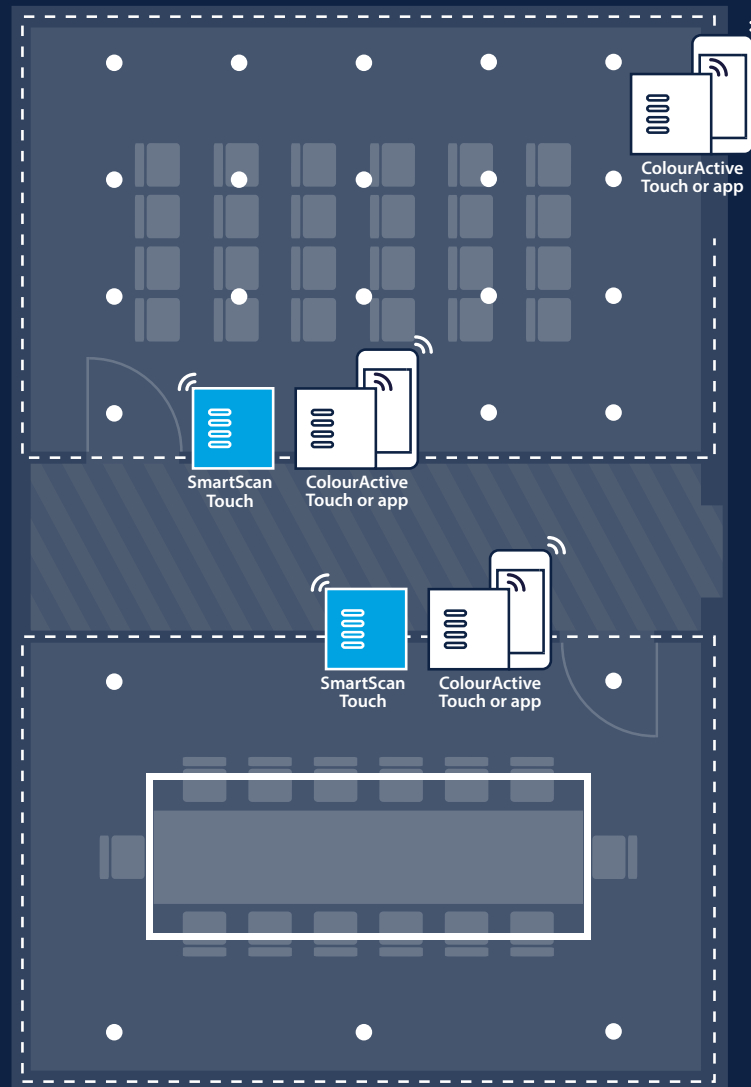 ColourActive
Touch or app
SmartScan
Touch
ColourActive
Touch or app
SmartScan
Touch
ColourActive
Touch or app